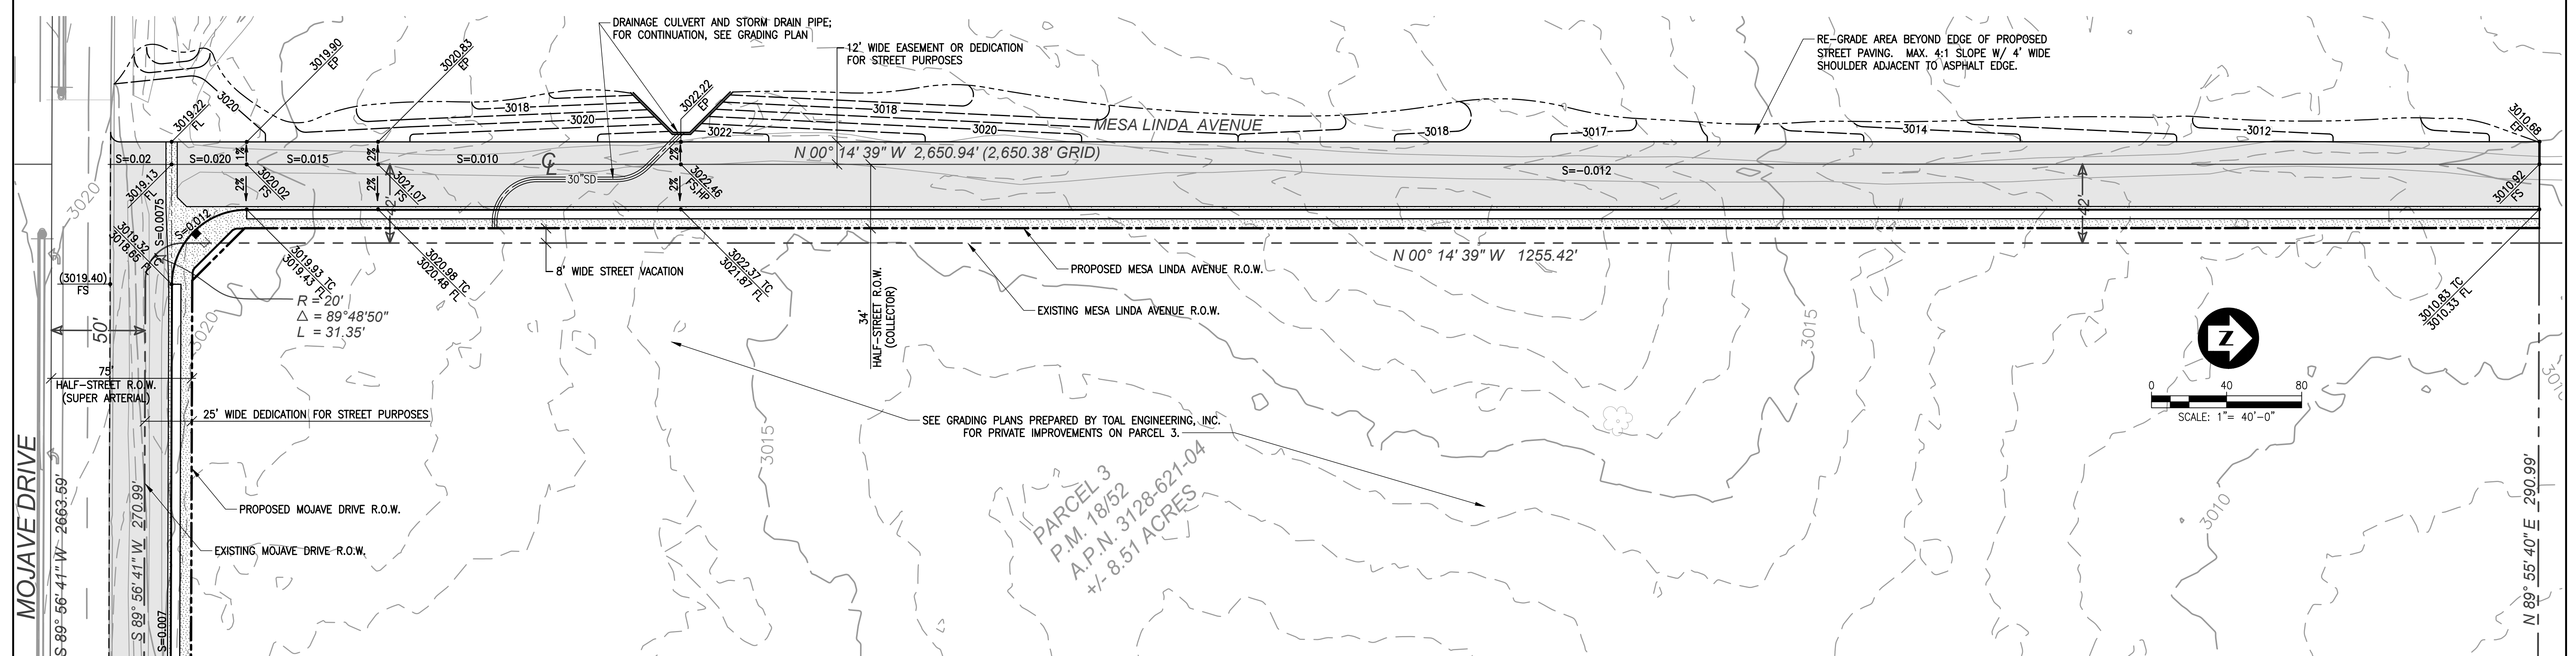 DRAINAGE CULVERT AND STORM DRAIN PIPE;
FOR CONTINUATION, SEE GRADING PLAN
12' WIDE EASEMENT OR DEDICATION
FOR STREET PURPOSES
RE-GRADE AREA BEYOND EDGE OF PROPOSED
STREET PAVING. MAX. 4:1 SLOPE W/ 4' WIDE
SHOULDER ADJACENT TO ASPHALT EDGE.
3019.90
EP
3020.83
EP
3022.22
EP
3019.22
FL
3020
3018
3020
3022
3018
3020
MESA LINDA AVENUE
3018
3017
3014
3012
3010.68
EP
S=0.02
S=0.020
1%
S=0.015
2%
S=0.010
℄
2%
N 00° 14' 39" W 2,650.94' (2,650.38' GRID)
S=-0.012
3019.13
FL
2%
3020.02
FS
2%
3021.07
FS
42'
30"SD
2%
3022.46
FS,HP
42'
3010.92
FS
3020
S=0.0075
S=0.012
3019.32 TC
3018.65 FL
(3019.40)
FS
3019.93 TC
3019.43 FL
3020.98 TC
3020.48 FL
3022.37 TC
3021.87 FL
8' WIDE STREET VACATION
34'
HALF-STREET R.O.W.
(COLLECTOR)
PROPOSED MESA LINDA AVENUE R.O.W.
EXISTING MESA LINDA AVENUE R.O.W.
N 00° 14' 39" W 1255.42'
3010.83 TC
3010.33 FL
R = 20'
Δ = 89°48'50"
L = 31.35'
3020
50'
75'
HALF-STREET R.O.W.
(SUPER ARTERIAL)
25' WIDE DEDICATION FOR STREET PURPOSES
3015
3015
3010
3010
Z
0 40 80
SCALE: 1"= 40'-0"
SEE GRADING PLANS PREPARED BY TOAL ENGINEERING, INC.
FOR PRIVATE IMPROVEMENTS ON PARCEL 3.
PARCEL 3
P.M. 18/52
A.P.N. 3128-621-04
+/- 8.51 ACRES
PROPOSED MOJAVE DRIVE R.O.W.
EXISTING MOJAVE DRIVE R.O.W.
MOJAVE DRIVE
S 89° 56' 41" W 2663.59'
S 89° 56' 41" W 270.99'
S=0.007
N 89° 55' 40" E 290.99'